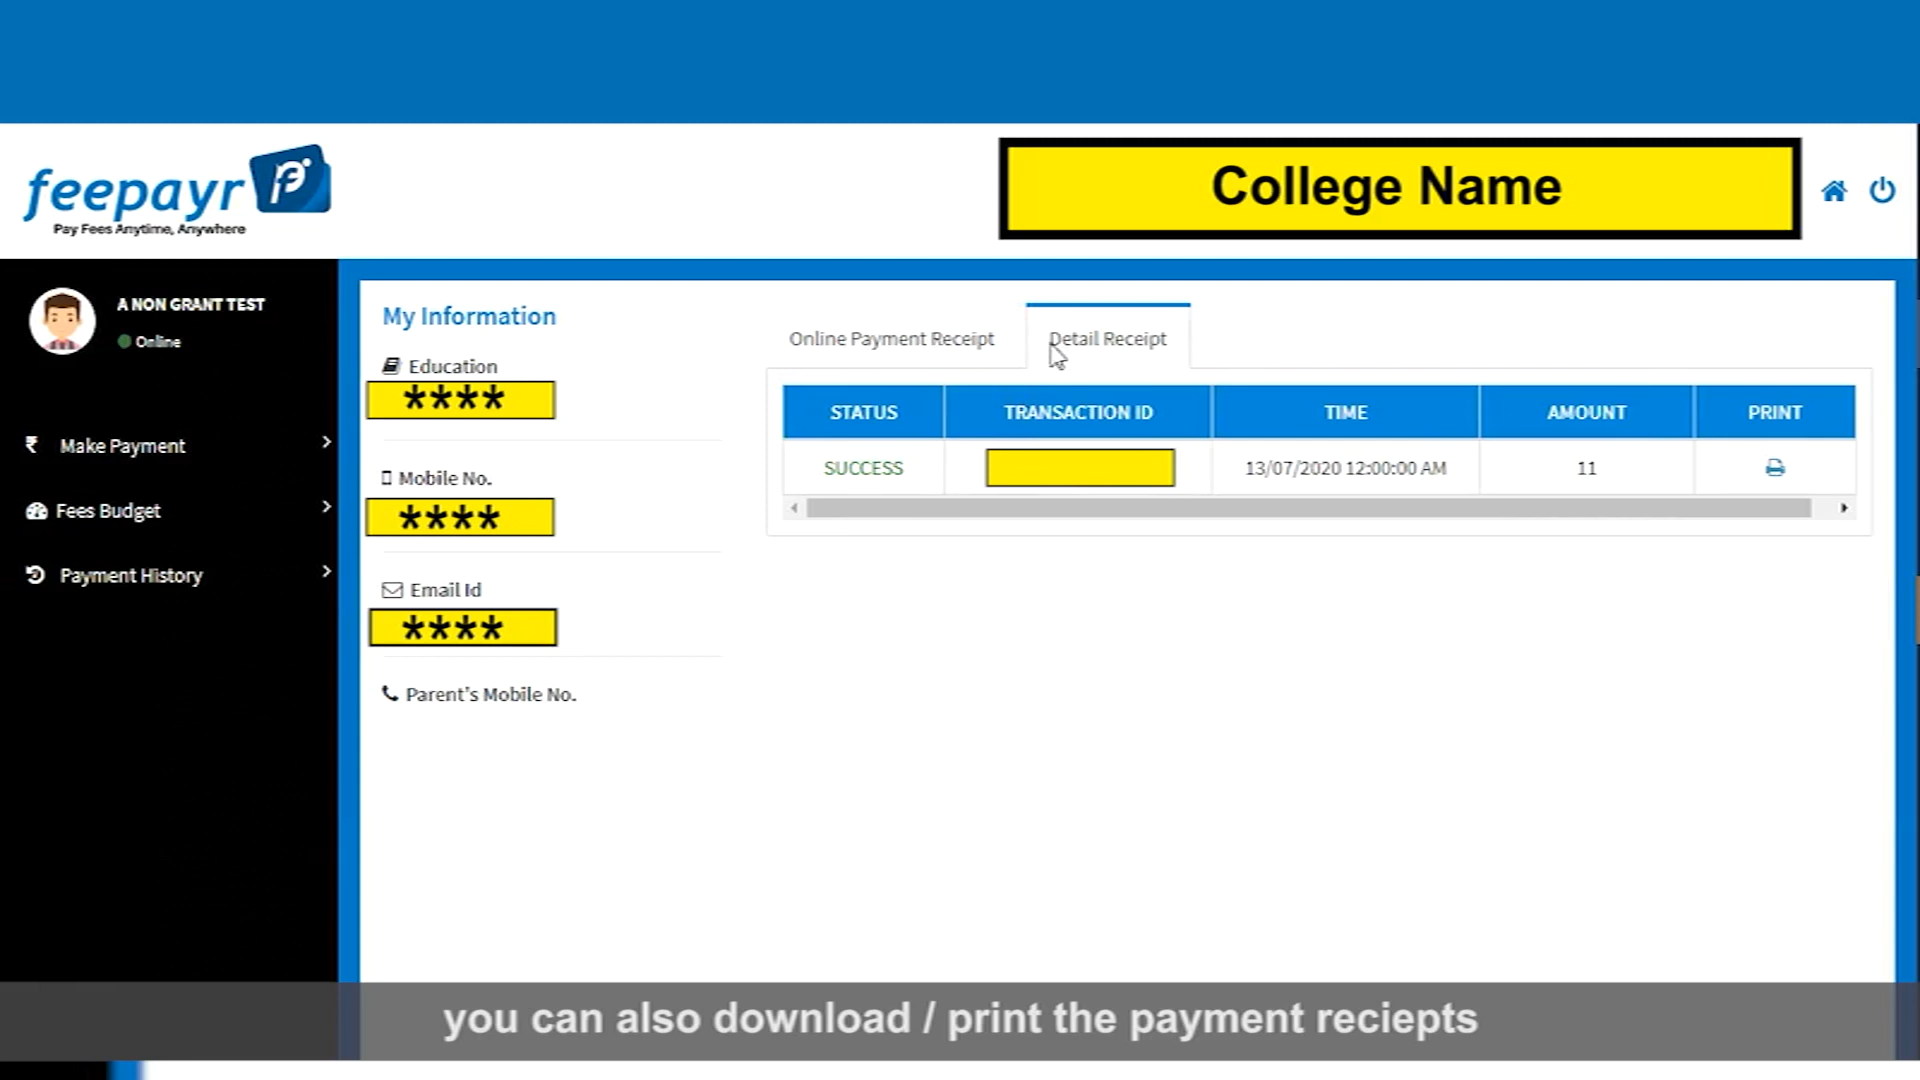 feepayr
Pay Fees Anytime, Anywhere
College Name
A NON GRANT TEST
Online
Make Payment
Fees Budget
Payment History
My Information
Education
****
Mobile No.
****
Email Id
****
Parent's Mobile No.
Online Payment Receipt Detail Receipt
STATUS TRANSACTION ID TIME AMOUNT PRINT
SUCCESS 13/07/2020 12:00:00 AM 11
you can also download / print the payment reciepts